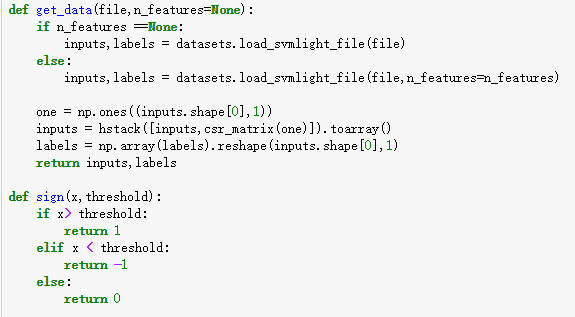 def get_data(file,n_features=None):
    if n_features ==None:
        inputs,labels = datasets.load_svmlight_file(file)
    else:
        inputs,labels = datasets.load_svmlight_file(file,n_features=n_features)

    one = np.ones((inputs.shape[0],1))
    inputs = hstack([inputs,csr_matrix(one)]).toarray()
    labels = np.array(labels).reshape(inputs.shape[0],1)
    return inputs,labels

def sign(x,threshold):
    if x> threshold:
        return 1
    elif x < threshold:
        return -1
    else:
        return 0